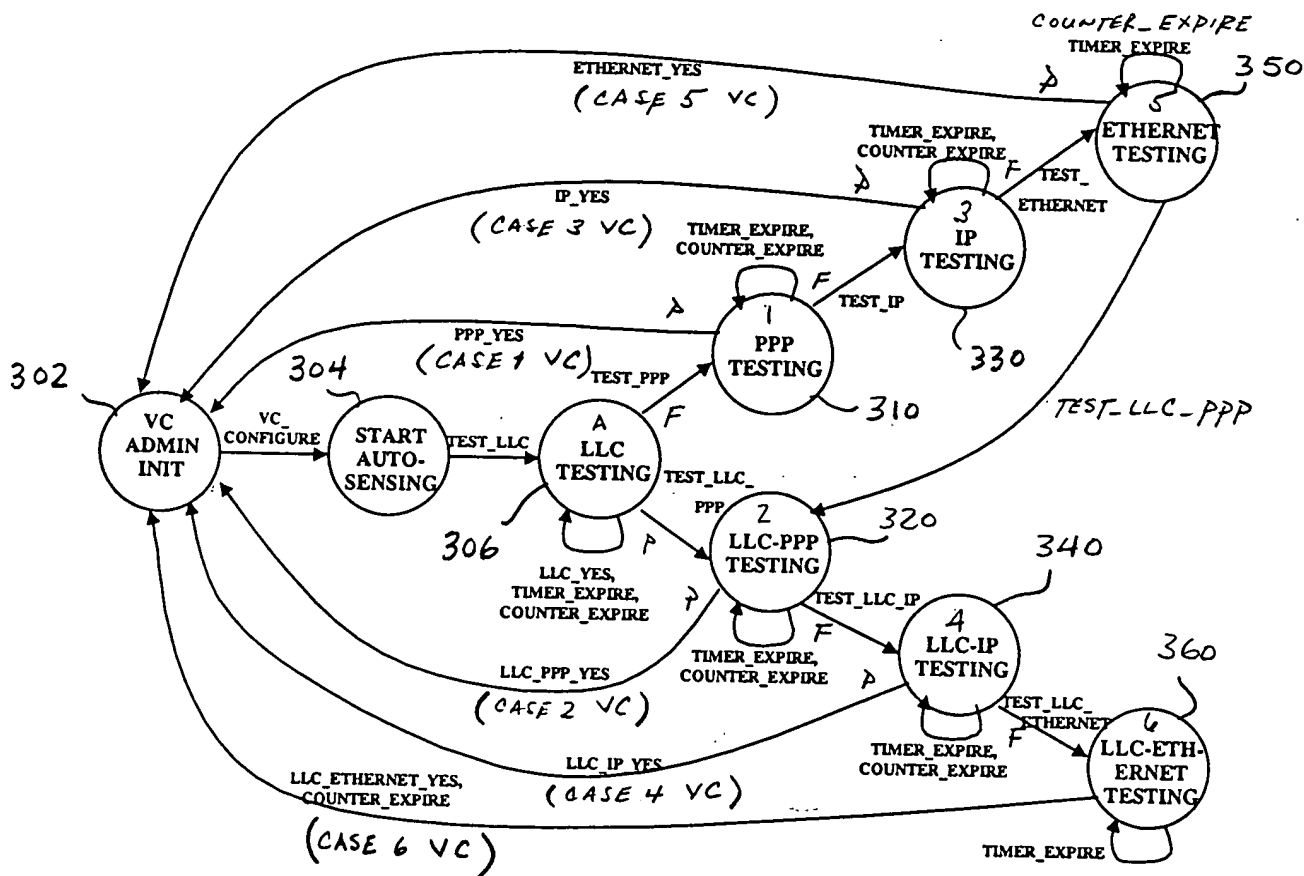 COUNTER_EXPIRE
TIMER_EXPIRE
350
ETHERNET_YES
(CASE 5 VC)
P
5
ETHERNET
TESTING
TIMER_EXPIRE,
COUNTER_EXPIRE
F
TEST_
ETHERNET
P
IP_YES
(CASE 3 VC)
3
IP
TESTING
330
TIMER_EXPIRE,
COUNTER_EXPIRE
F
TEST_IP
P
PPP_YES
(CASE 1 VC)
1
PPP
TESTING
310
TEST_PPP
F
TEST_LLC-PPP
302
VC
ADMIN
INIT
VC_
CONFIGURE
304
START
AUTO-
SENSING
TEST_LLC
A
LLC
TESTING
306
LLC_YES,
TIMER_EXPIRE,
COUNTER_EXPIRE
TEST_LLC_
PPP
P
2
LLC-PPP
TESTING
320
P
LLC_PPP_YES
(CASE 2 VC)
TIMER_EXPIRE,
COUNTER_EXPIRE
TEST_LLC_IP
F
340
4
LLC-IP
TESTING
P
LLC_IP_YES
(CASE 4 VC)
TIMER_EXPIRE,
COUNTER_EXPIRE
TEST_LLC_
ETHERNET
F
360
6
LLC-ETH-
ERNET
TESTING
LLC_ETHERNET_YES,
COUNTER_EXPIRE
(CASE 6 VC)
TIMER_EXPIRE